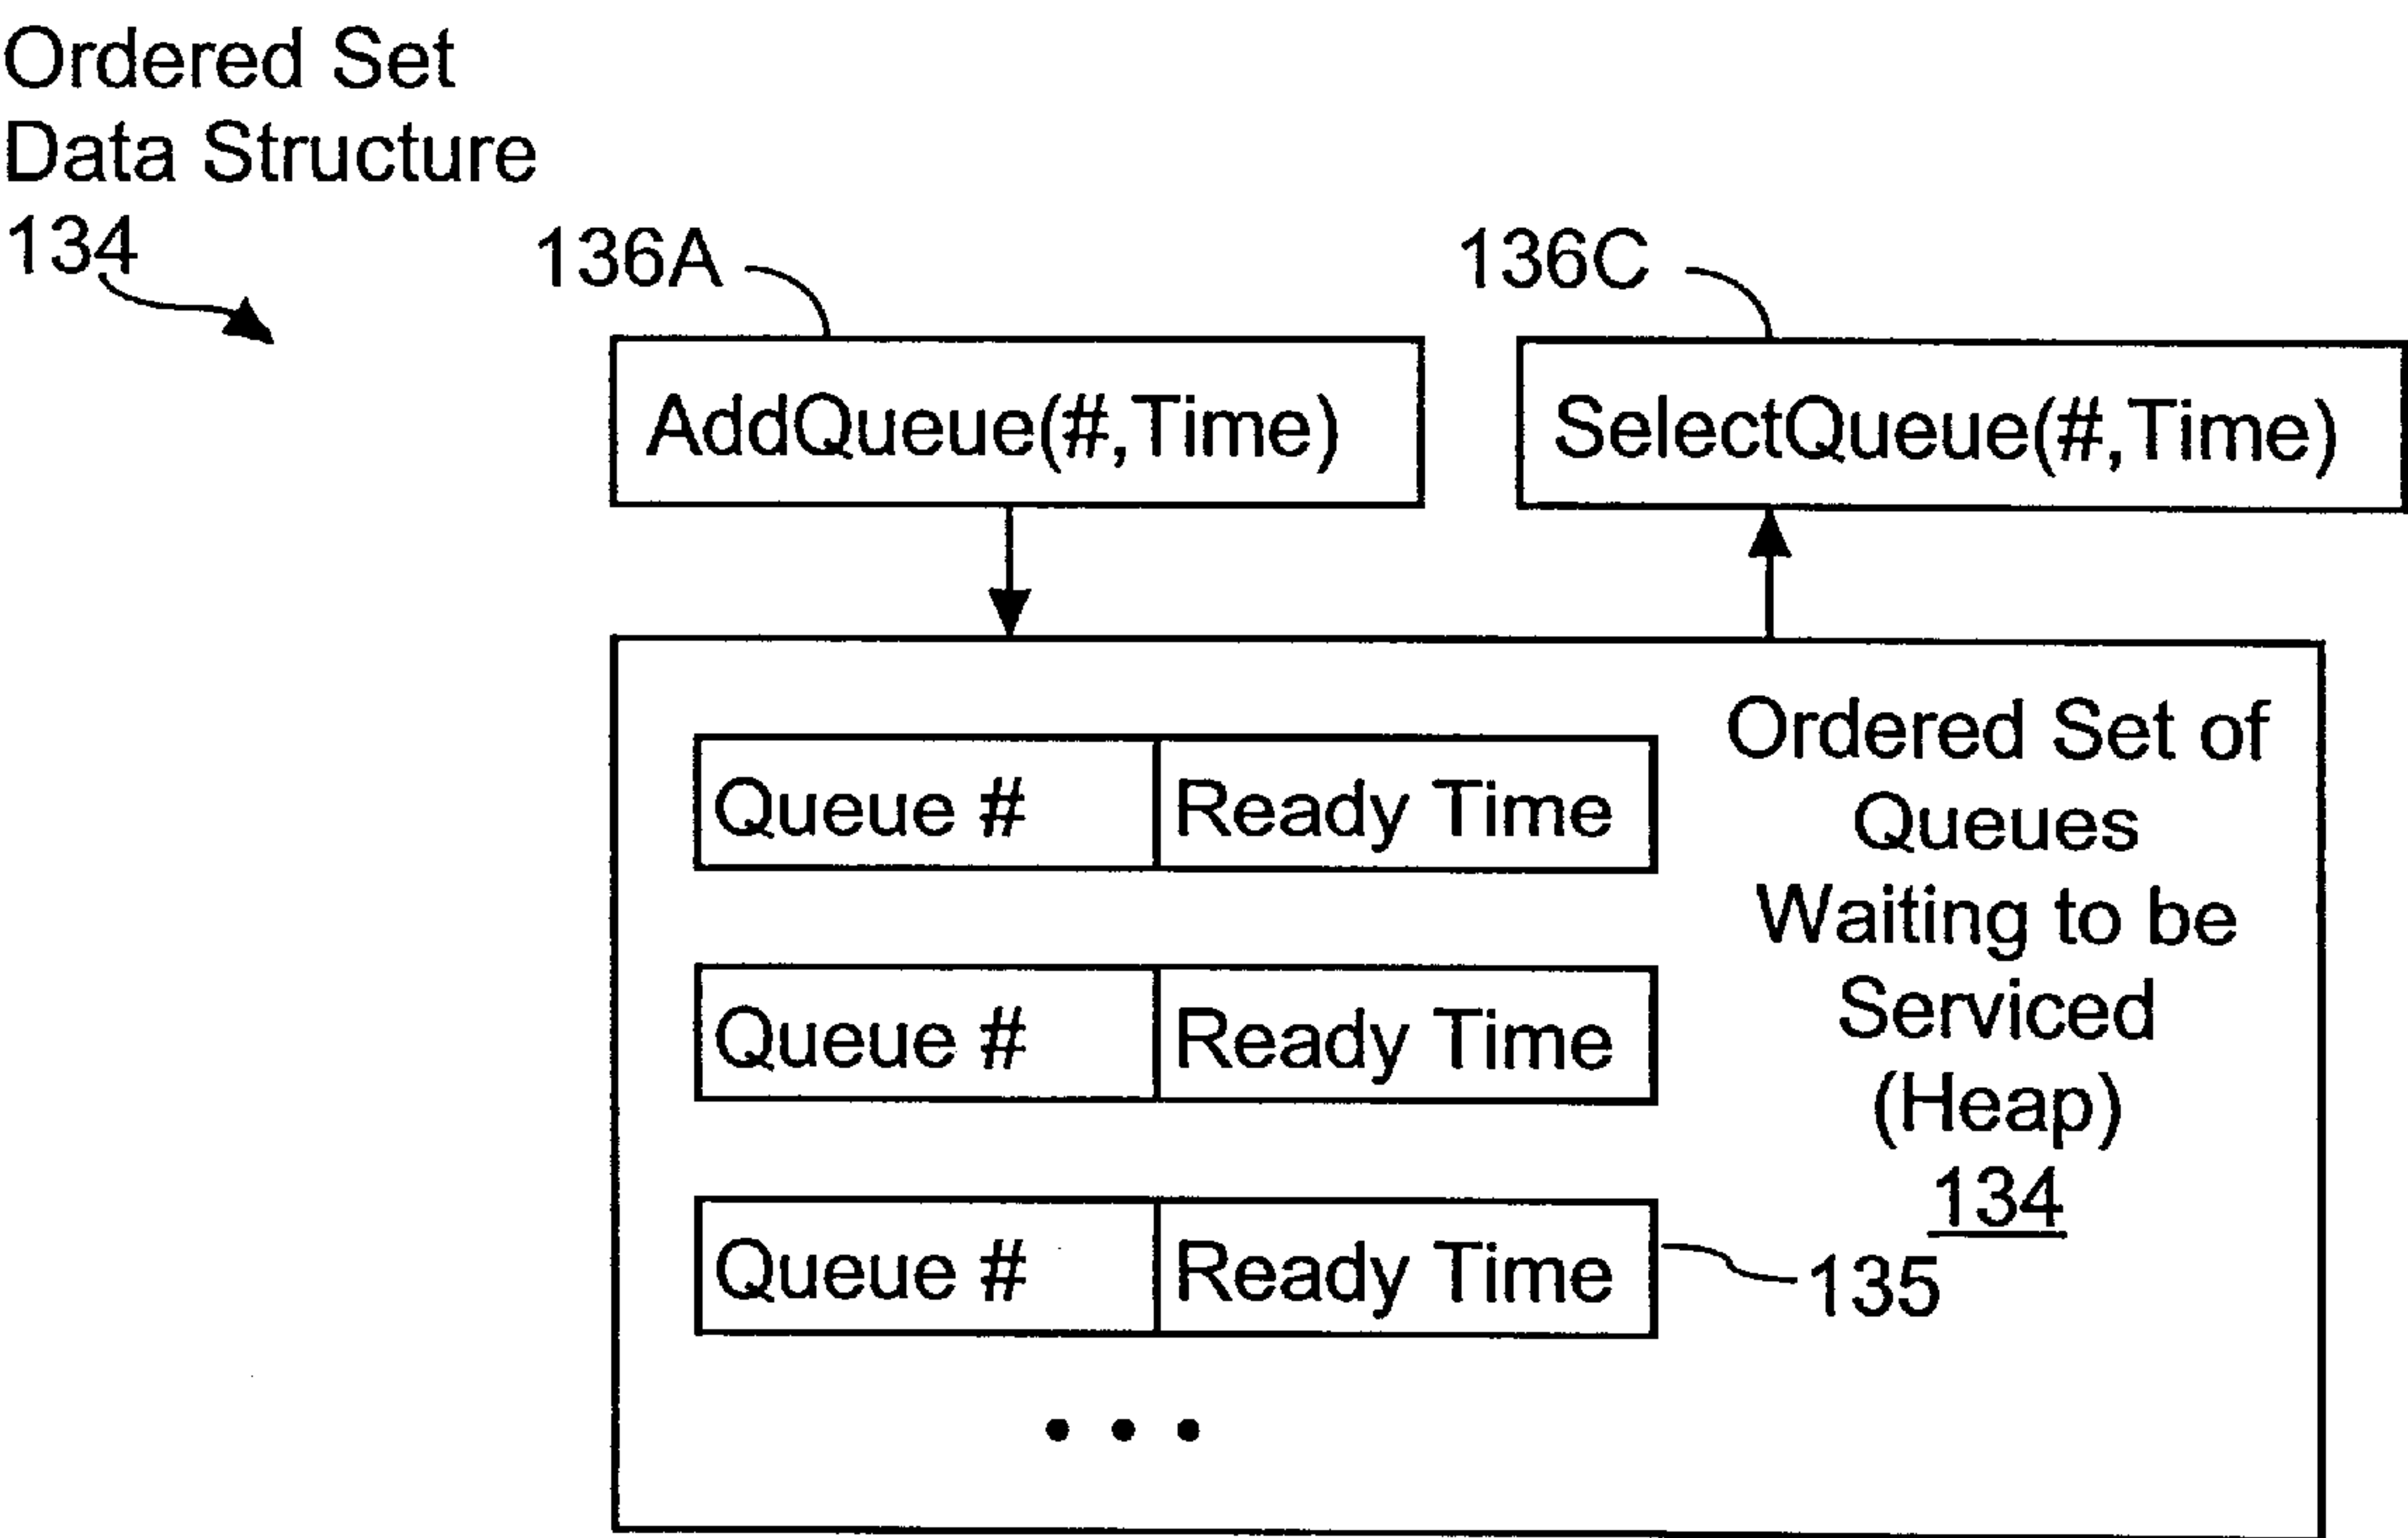 Ordered Set
Data Structure
134
136A
136C
AddQueue(#,Time)
SelectQueue(#,Time)
Queue # Ready Time
Queue # Ready Time
Queue # Ready Time
Ordered Set of
Queues
Waiting to be
Serviced
(Heap)
134
135
• • •